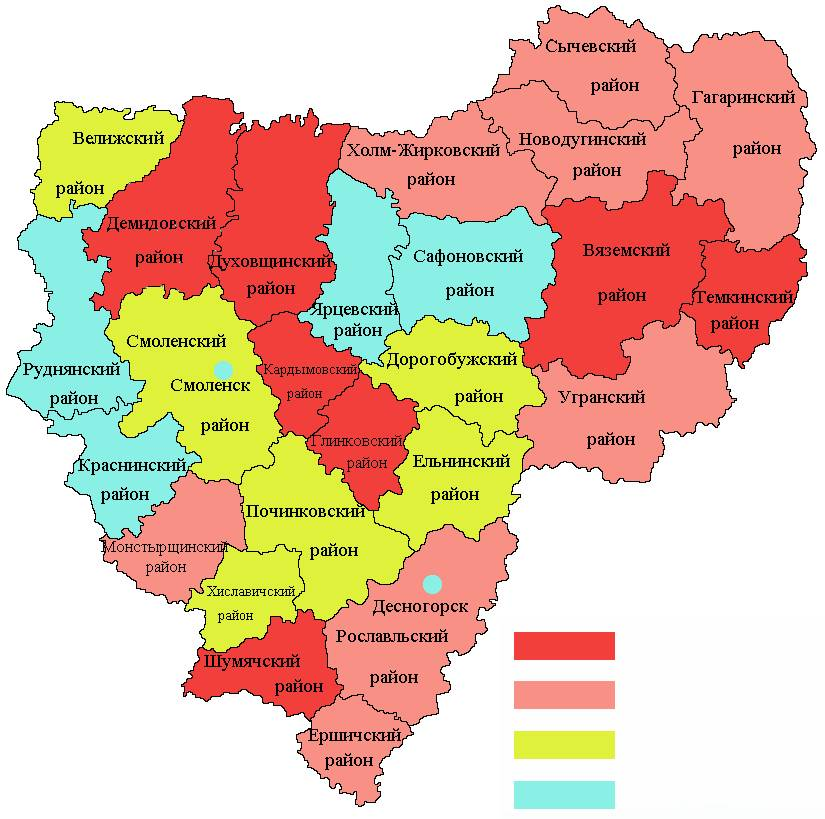 Сычевский
район
Гагаринский
район
Велижский
район
Новодугинский
район
Холм-Жирковский
район
Демидовский
район
Духовщинский
район
Вяземский
район
Сафоновский
район
Темкинский
район
Ярцевский
район
Смоленский
Смоленск
район
Дорогобужский
район
Руднянский
район
Кардымовский
район
Угранский
район
Глинковский
район
Краснинский
район
Ельнинский
район
Починковский
район
Монстырщинский
район
Хиславичский
район
Десногорск
Рославльский
район
Шумячский
район
Ершичский
район